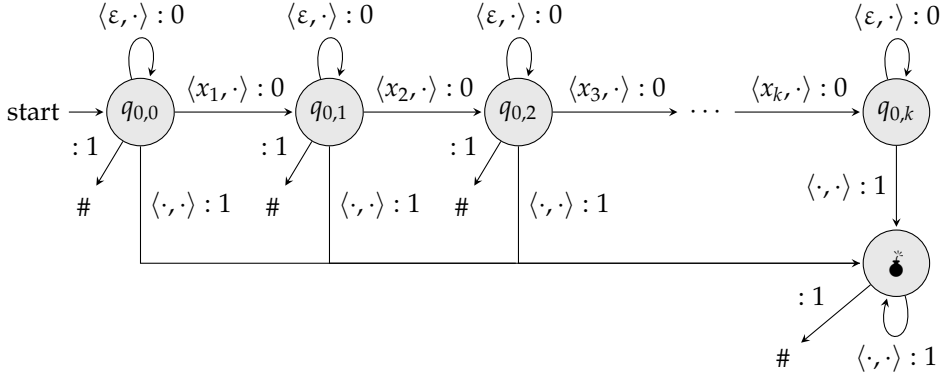 ⟨ε, ·⟩ : 0 ⟨ε, ·⟩ : 0 ⟨ε, ·⟩ : 0 ⟨ε, ·⟩ : 0
start q₀,₀ ⟨x₁, ·⟩ : 0 q₀,₁ ⟨x₂, ·⟩ : 0 q₀,₂ ⟨x₃, ·⟩ : 0 ··· ⟨xₖ, ·⟩ : 0 q₀,ₖ
: 1 : 1 : 1
⟨·, ·⟩ : 1
# ⟨·, ·⟩ : 1 # ⟨·, ·⟩ : 1 # ⟨·, ·⟩ : 1
: 1
# ⟨·, ·⟩ : 1